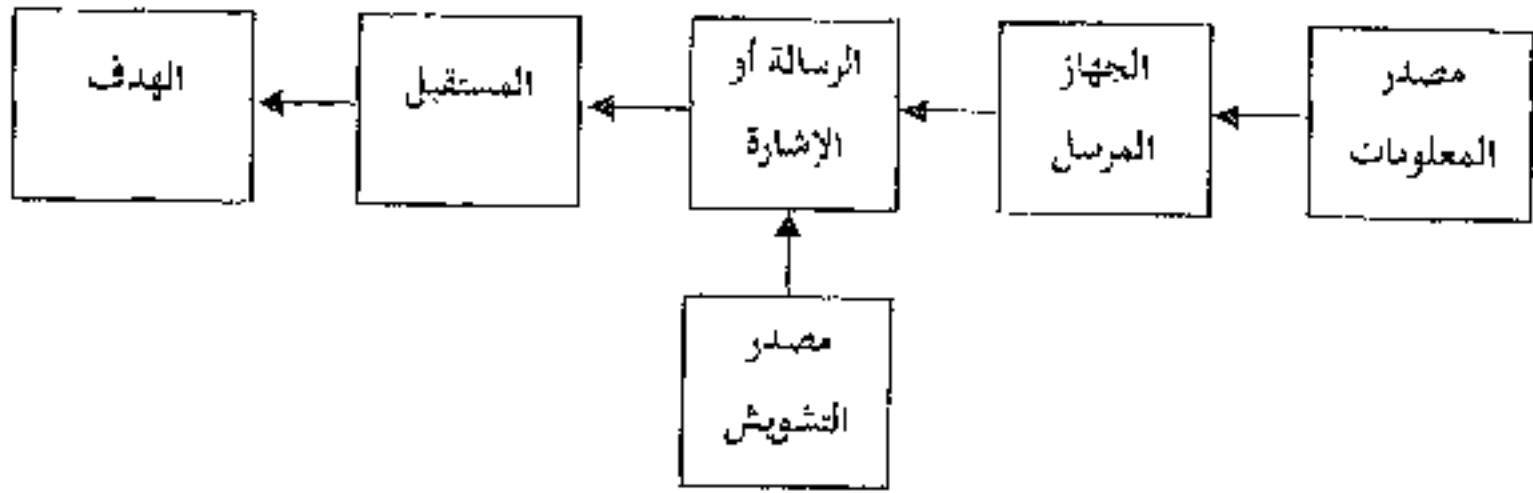 مصدر
المعلومات
الجهاز
المرسل
الرسالة أو
الإشارة
المستقبل
الهدف
مصدر
التشويش